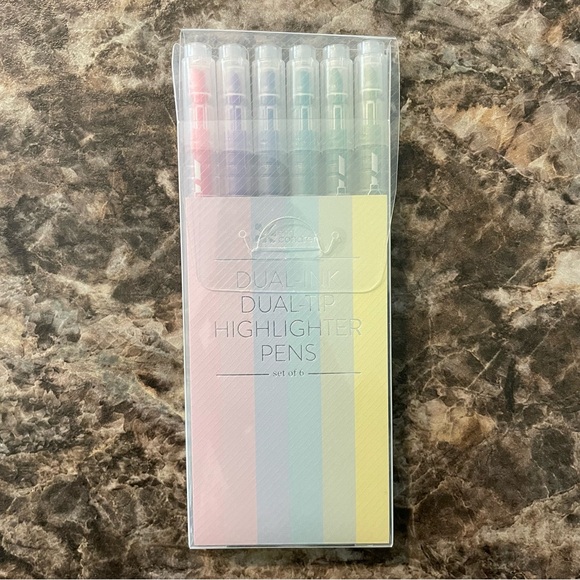 DUAL-INK
DUAL-TIP
HIGHLIGHTER
PENS
set of 6